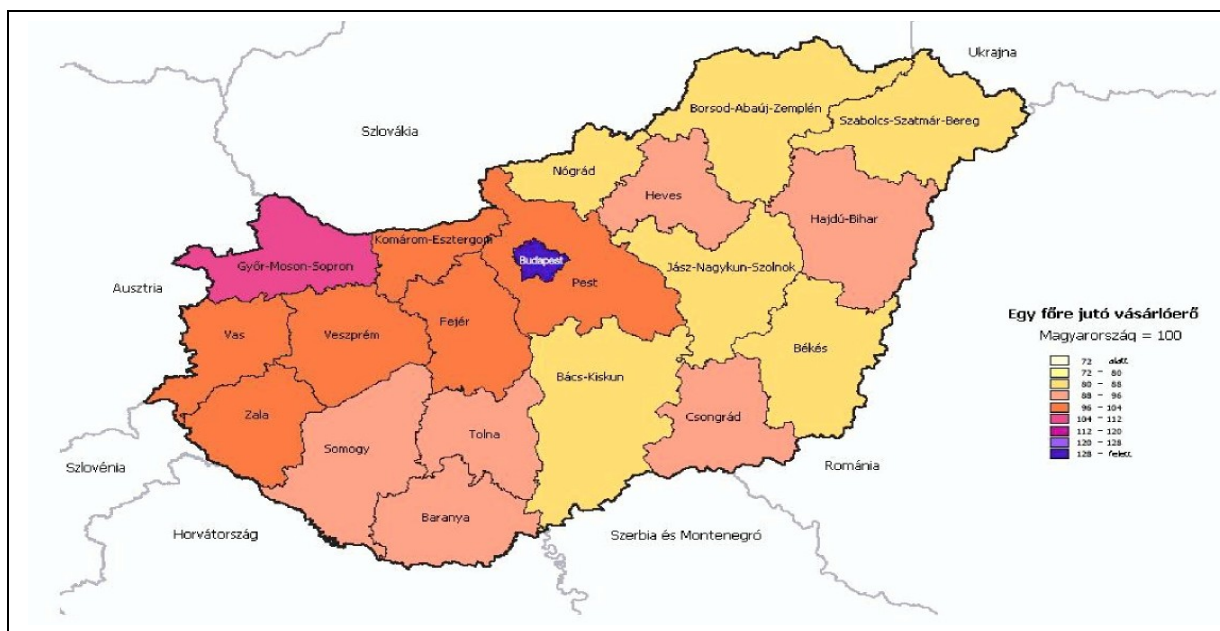 Ukrajna
Borsod-Abaúj-Zemplén
Szabolcs-Szatmár-Bereg
Szlovákia
Nógrád
Heves
Hajdú-Bihar
Komárom-Esztergom
Győr-Moson-Sopron
Budapest
Jász-Nagykun-Szolnok
Ausztria
Pest
Vas
Veszprém
Fejér
Békés
Bács-Kiskun
Zala
Csongrád
Tolna
Somogy
Szlovénia
Románia
Baranya
Horvátország
Szerbia és Montenegró
Egy főre jutó vásárlóerő
Magyarország = 100
72 alatt
72 - 80
80 - 88
88 - 96
96 - 104
104 - 112
112 - 120
120 - 128
128 - felett